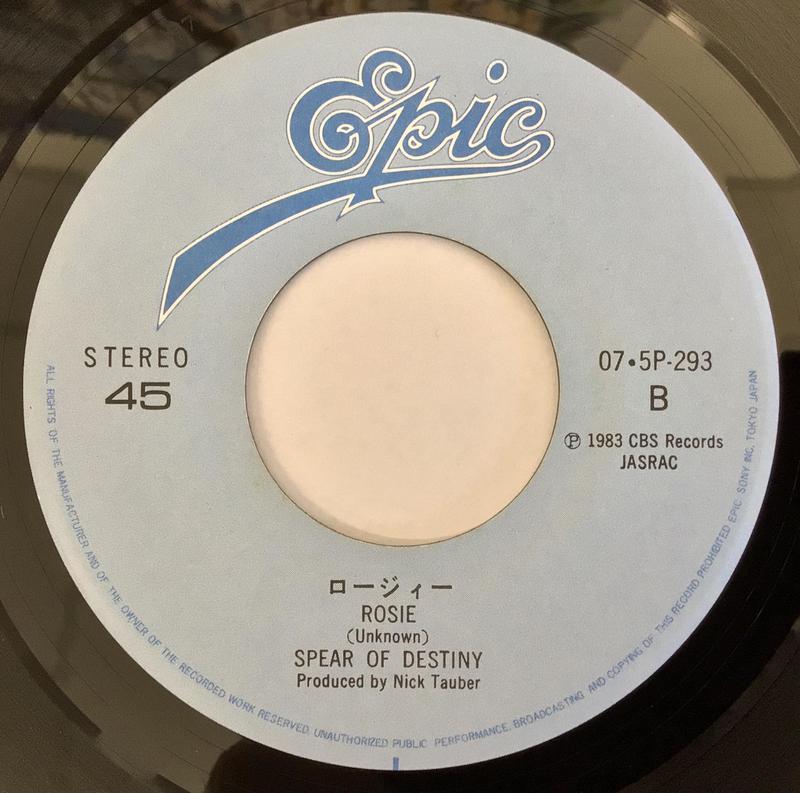 Epic
STEREO
45
07•5P-293
B
Ⓟ 1983 CBS Records
JASRAC
ロージィー
ROSIE
(Unknown)
SPEAR OF DESTINY
Produced by Nick Tauber
ALL RIGHTS OF THE MANUFACTURER AND OF THE OWNER OF THE RECORDED WORK RESERVED. UNAUTHORIZED PUBLIC PERFORMANCE, BROADCASTING AND COPYING OF THIS RECORD PROHIBITED EPIC. SONY INC. TOKYO JAPAN